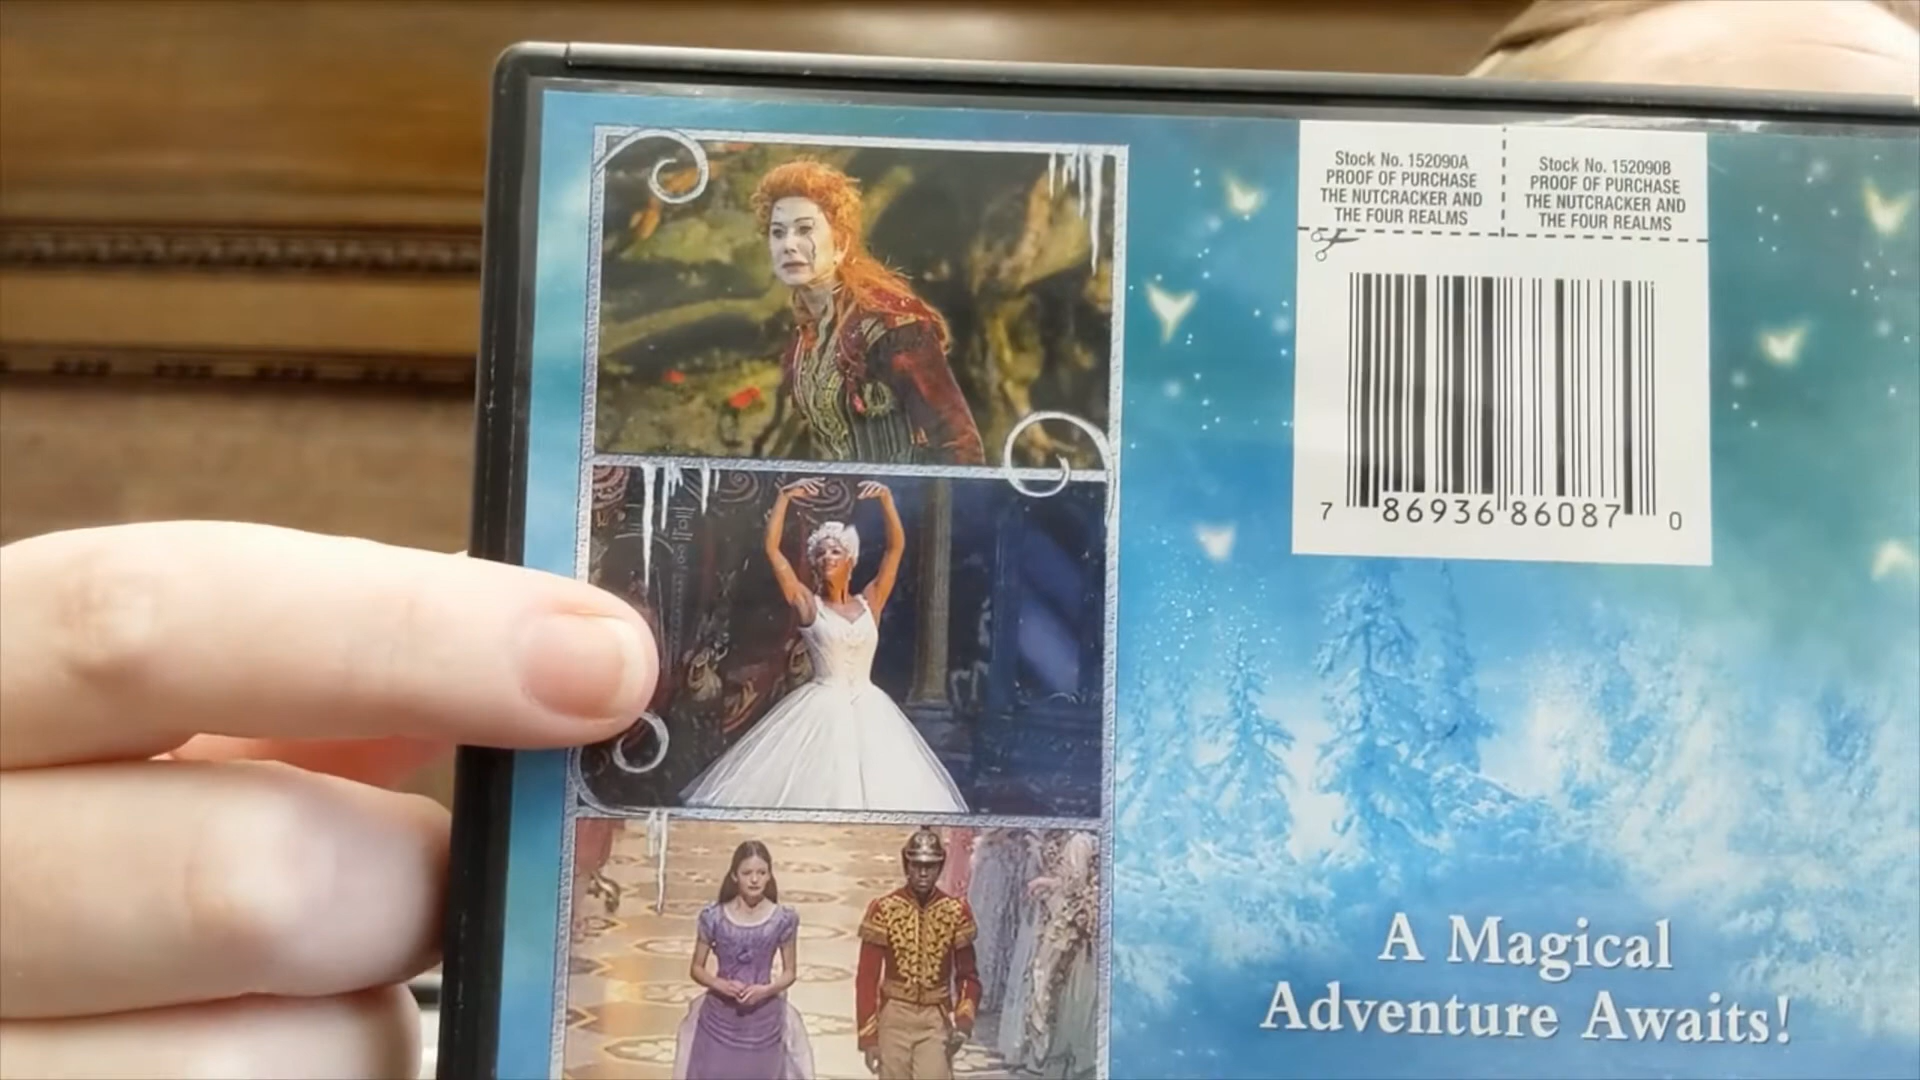 Stock No. 152090A
PROOF OF PURCHASE
THE NUTCRACKER AND
THE FOUR REALMS
Stock No. 152090B
PROOF OF PURCHASE
THE NUTCRACKER AND
THE FOUR REALMS
7 86936 86087 0
A Magical
Adventure Awaits!